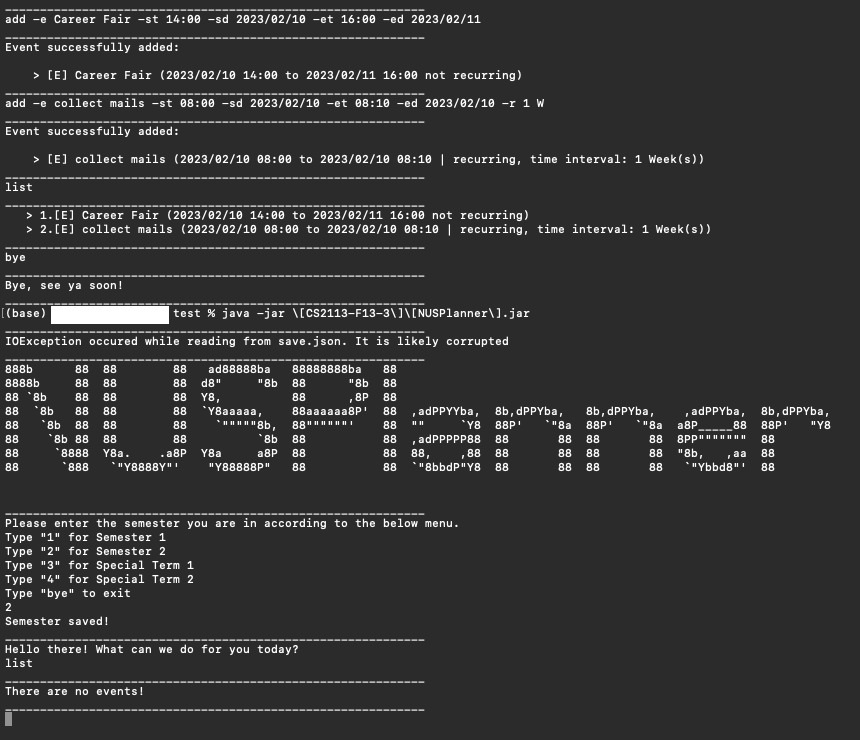 ____________________________________________________________
add -e Career Fair -st 14:00 -sd 2023/02/10 -et 16:00 -ed 2023/02/11
____________________________________________________________
Event successfully added:
    > [E] Career Fair (2023/02/10 14:00 to 2023/02/11 16:00 not recurring)
____________________________________________________________
add -e collect mails -st 08:00 -sd 2023/02/10 -et 08:10 -ed 2023/02/10 -r 1 W
____________________________________________________________
Event successfully added:
    > [E] collect mails (2023/02/10 08:00 to 2023/02/10 08:10 | recurring, time interval: 1 Week(s))
____________________________________________________________
list
____________________________________________________________
   > 1.[E] Career Fair (2023/02/10 14:00 to 2023/02/11 16:00 not recurring)
   > 2.[E] collect mails (2023/02/10 08:00 to 2023/02/10 08:10 | recurring, time interval: 1 Week(s))
____________________________________________________________
bye
____________________________________________________________
Bye, see ya soon!
____________________________________________________________
(base) test % java -jar \[CS2113-F13-3\]\[NUSPlanner\].jar
____________________________________________________________
IOException occured while reading from save.json. It is likely corrupted
____________________________________________________________
888b      88  88        88   ad88888ba   88888888ba   88
8888b     88  88        88  d8"     "8b  88      "8b  88
88 `8b    88  88        88  Y8,          88      ,8P  88
88  `8b   88  88        88  `Y8aaaaa,    88aaaaaa8P'  88  ,adPPYYba,  8b,dPPYba,   8b,dPPYba,    ,adPPYba,  8b,dPPYba,
88   `8b  88  88        88    `"""""8b,  88""""""'    88  ""     `Y8  88P'   `"8a  88P'   `"8a  a8P_____88  88P'   "Y8
88    `8b 88  88        88          `8b  88           88  ,adPPPPP88  88       88  88       88  8PP"""""""  88
88     `8888  Y8a.    .a8P  Y8a     a8P  88           88  88,    ,88  88       88  88       88  "8b,   ,aa  88
88      `888   `"Y8888Y"'    "Y88888P"   88           88  `"8bbdP"Y8  88       88  88       88   `"Ybbd8"'  88
____________________________________________________________
Please enter the semester you are in according to the below menu.
Type "1" for Semester 1
Type "2" for Semester 2
Type "3" for Special Term 1
Type "4" for Special Term 2
Type "bye" to exit
2
Semester saved!
____________________________________________________________
Hello there! What can we do for you today?
list
____________________________________________________________
There are no events!
____________________________________________________________